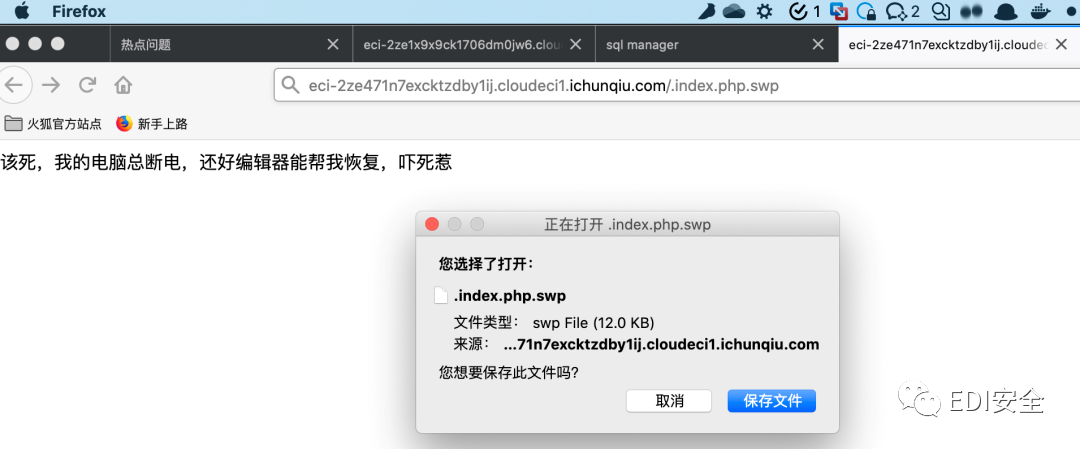 Firefox
1
2
热点问题
eci-2ze1x9x9ck1706dm0jw6.clou
sql manager
eci-2ze471n7excktzdby1ij.cloudec
eci-2ze471n7excktzdby1ij.cloudeci1.ichunqiu.com/.index.php.swp
火狐官方站点
新手上路
该死，我的电脑总断电，还好编辑器能帮我恢复，吓死惹
正在打开 .index.php.swp
您选择了打开：
.index.php.swp
文件类型： swp File (12.0 KB)
来源： ...71n7excktzdby1ij.cloudeci1.ichunqiu.com
您想要保存此文件吗?
取消
保存文件
EDI安全